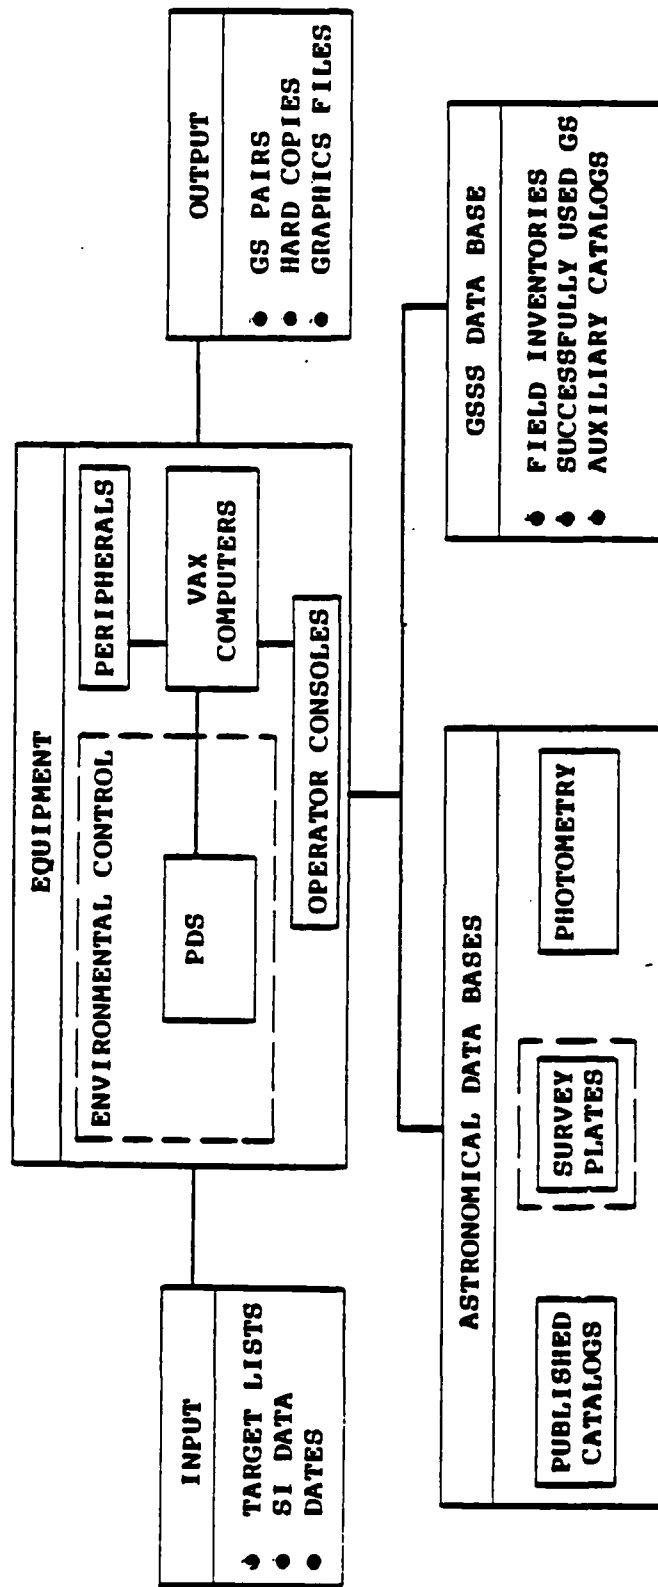 INPUT
● TARGET LISTS
● SI DATA
● DATES
EQUIPMENT
ENVIRONMENTAL CONTROL
PDS
PERIPHERALS
VAX
COMPUTERS
OPERATOR CONSOLES
OUTPUT
● GS PAIRS
● HARD COPIES
● GRAPHICS FILES
ASTRONOMICAL DATA BASES
PUBLISHED
CATALOGS
SURVEY
PLATES
PHOTOMETRY
GSSS DATA BASE
● FIELD INVENTORIES
● SUCCESSFULLY USED GS
● AUXILIARY CATALOGS